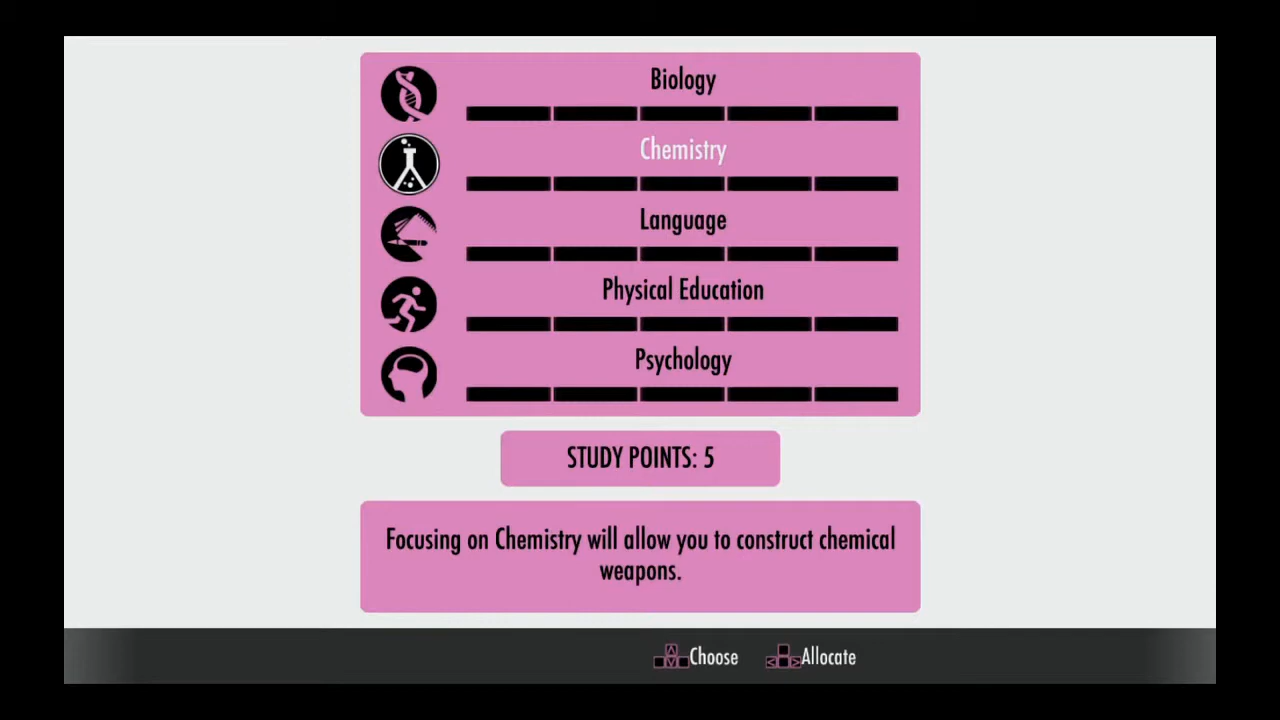 Biology
Chemistry
Language
Physical Education
Psychology
STUDY POINTS: 5
Focusing on Chemistry will allow you to construct chemical
weapons.
Choose
Allocate